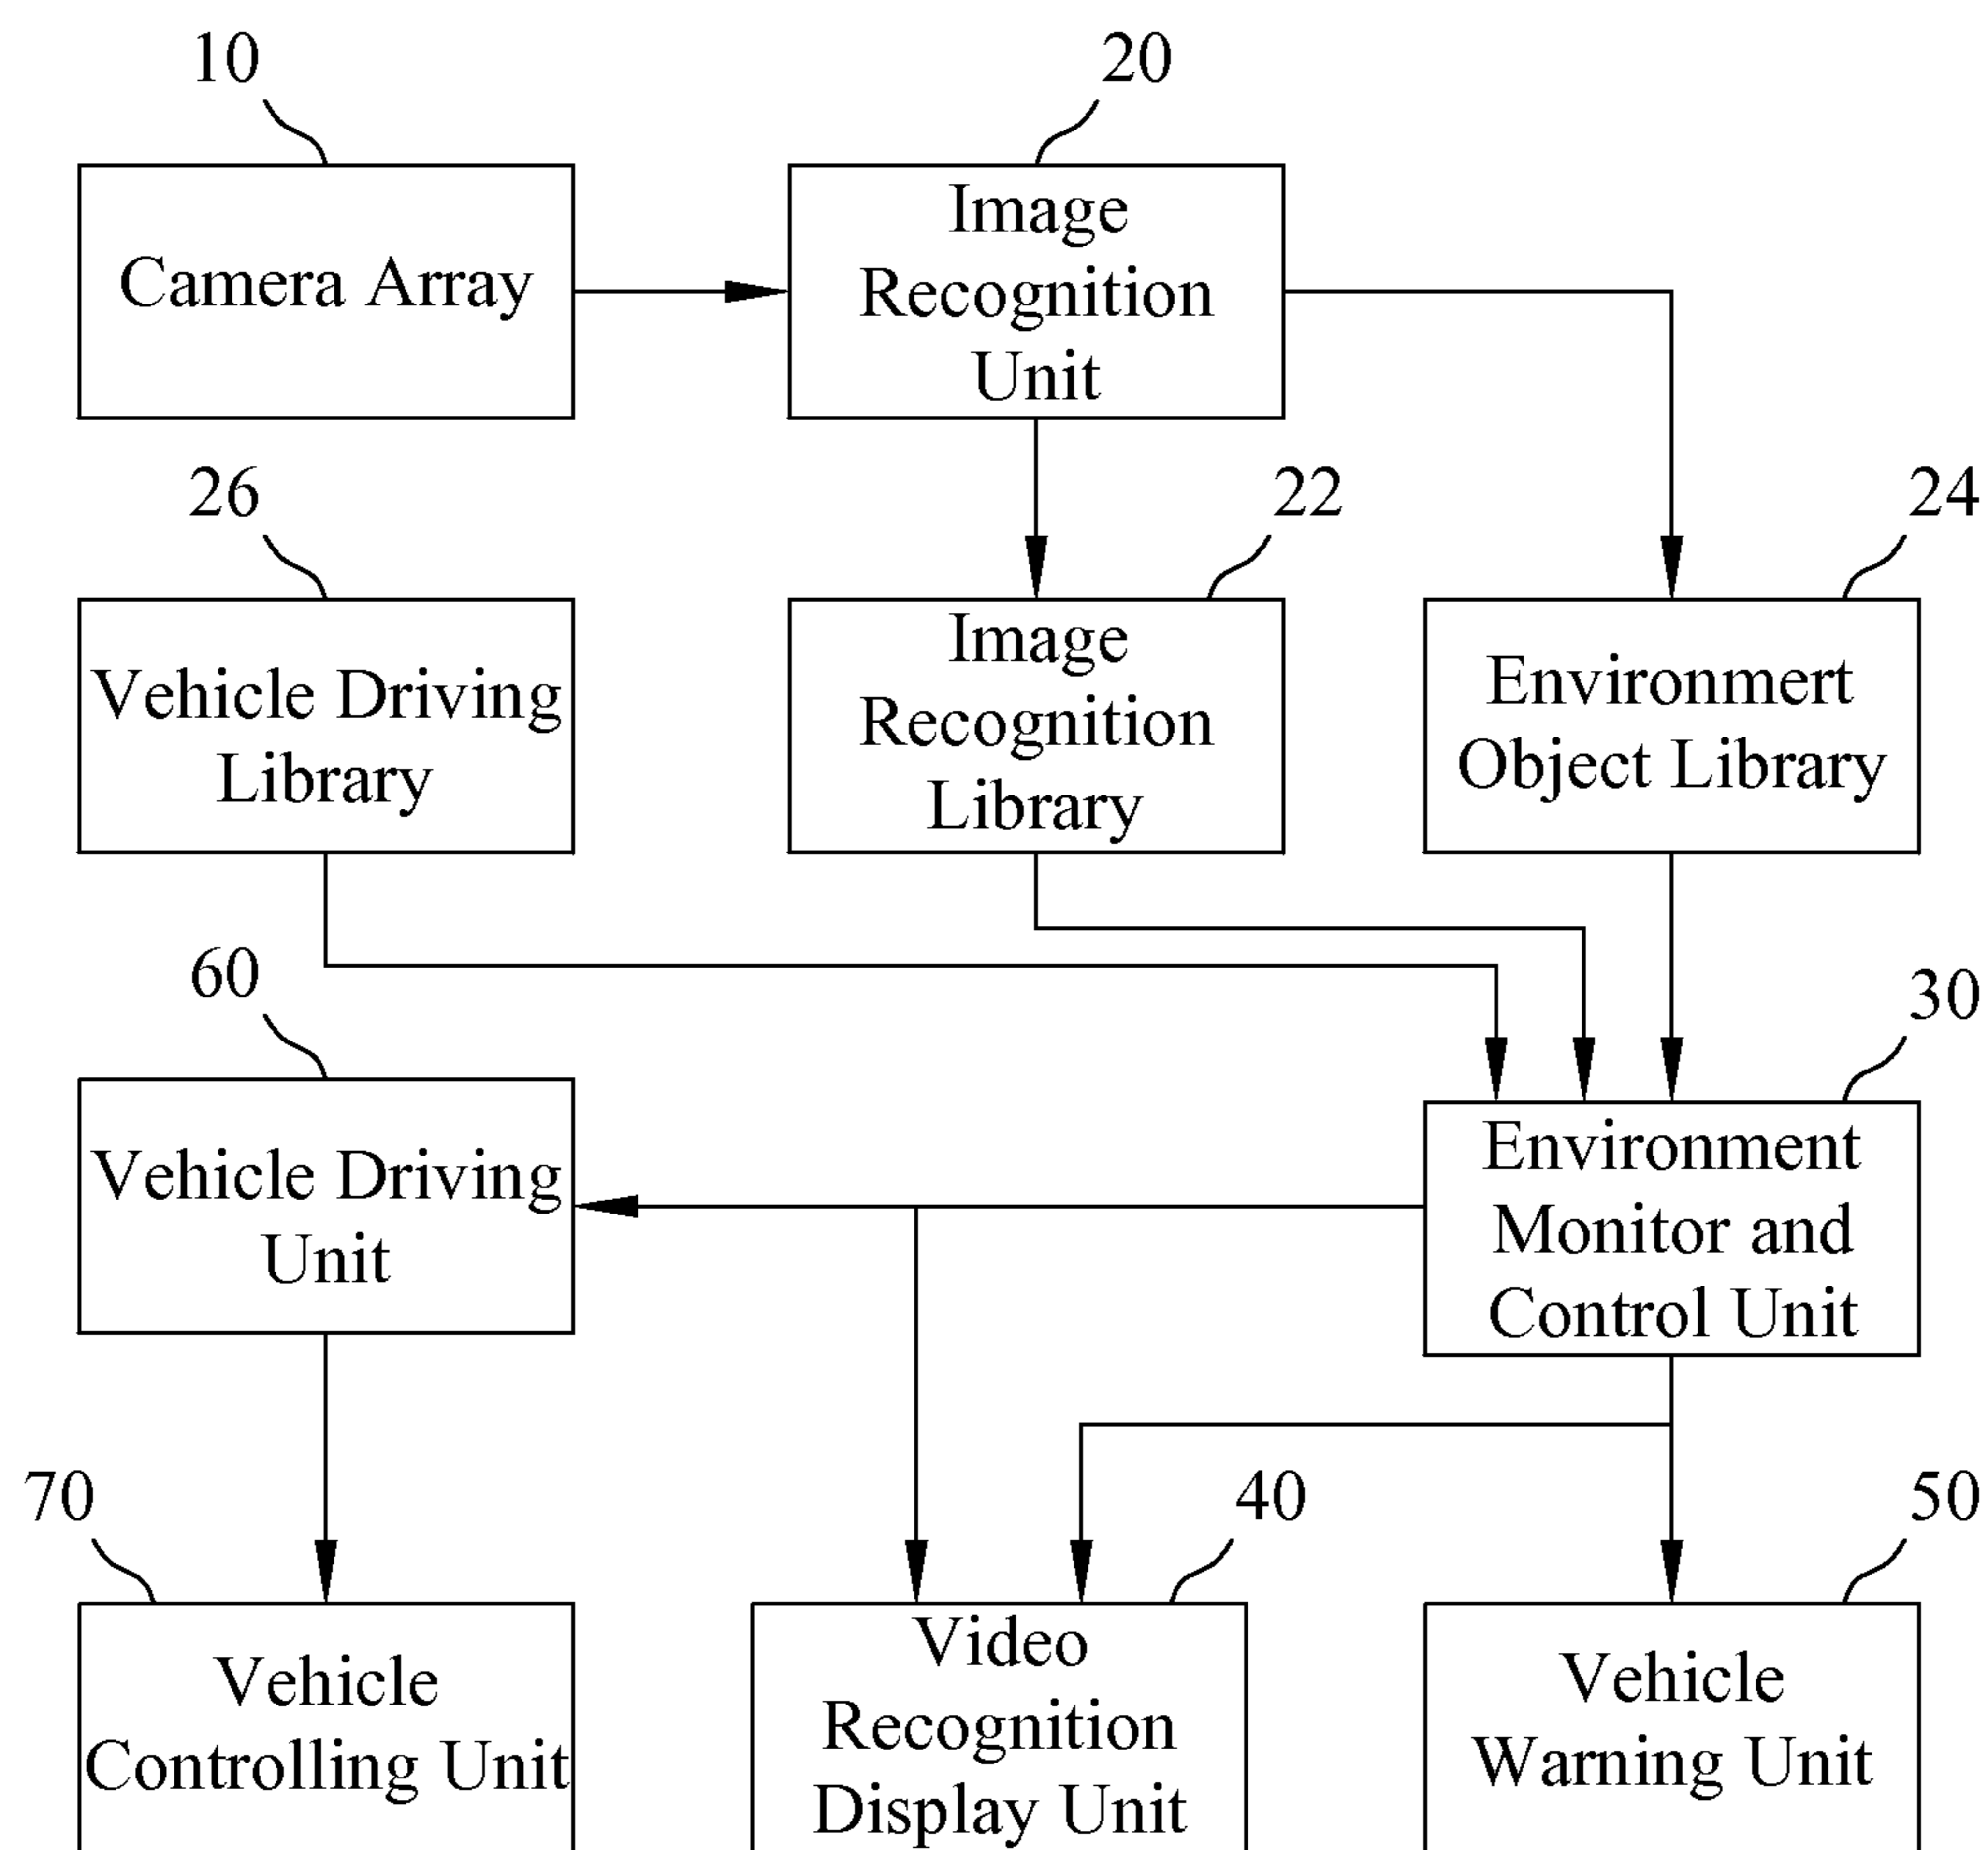 10
20
Camera Array
Image
Recognition
Unit
26
22
24
Vehicle Driving
Library
Image
Recognition
Library
Environmert
Object Library
60
30
Vehicle Driving
Unit
Environment
Monitor and
Control Unit
70
40
50
Vehicle
Controlling Unit
Video
Recognition
Display Unit
Vehicle
Warning Unit